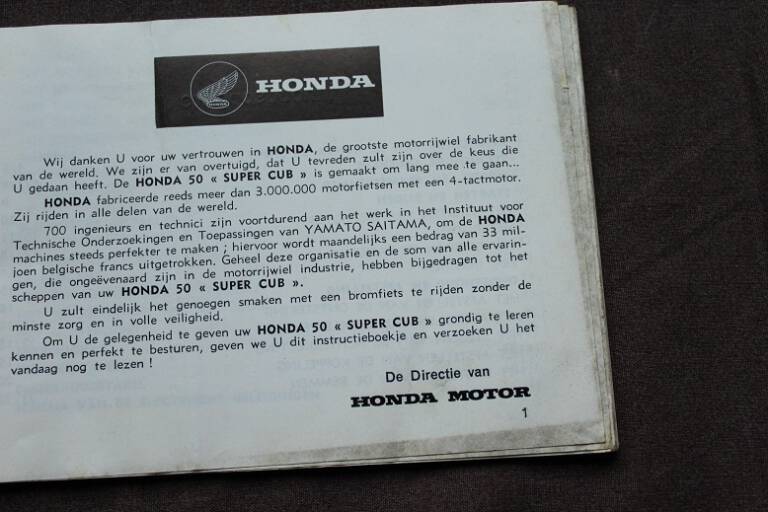 HONDA
Wij danken U voor uw vertrouwen in HONDA, de grootste motorrijwiel fabrikant
van de wereld. We zijn er van overtuigd, dat U tevreden zult zijn over de keus die
U gedaan heeft. De HONDA 50 « SUPER CUB » is gemaakt om lang mee te gaan...
HONDA fabriceerde reeds meer dan 3.000.000 motorfietsen met een 4-tactmotor.
Zij rijden in alle delen van de wereld.
700 ingenieurs en technici zijn voortdurend aan het werk in het Instituut voor
Technische Onderzoekingen en Toepassingen van YAMATO SAITAMA, om de HONDA
machines steeds perfekter te maken ; hiervoor wordt maandelijks een bedrag van 33 mil-
joen belgische francs uitgetrokken. Geheel deze organisatie en de som van alle ervarin-
gen, die ongeëvenaard zijn in de motorrijwiel industrie, hebben bijgedragen tot het
scheppen van uw HONDA 50 « SUPER CUB ».
U zult eindelijk het genoegen smaken met een bromfiets te rijden zonder de
minste zorg en in volle veiligheid.
Om U de gelegenheid te geven uw HONDA 50 « SUPER CUB » grondig te leren
kennen en perfekt te besturen, geven we U dit instructieboekje en verzoeken U het
vandaag nog te lezen !
De Directie van
HONDA MOTOR
1